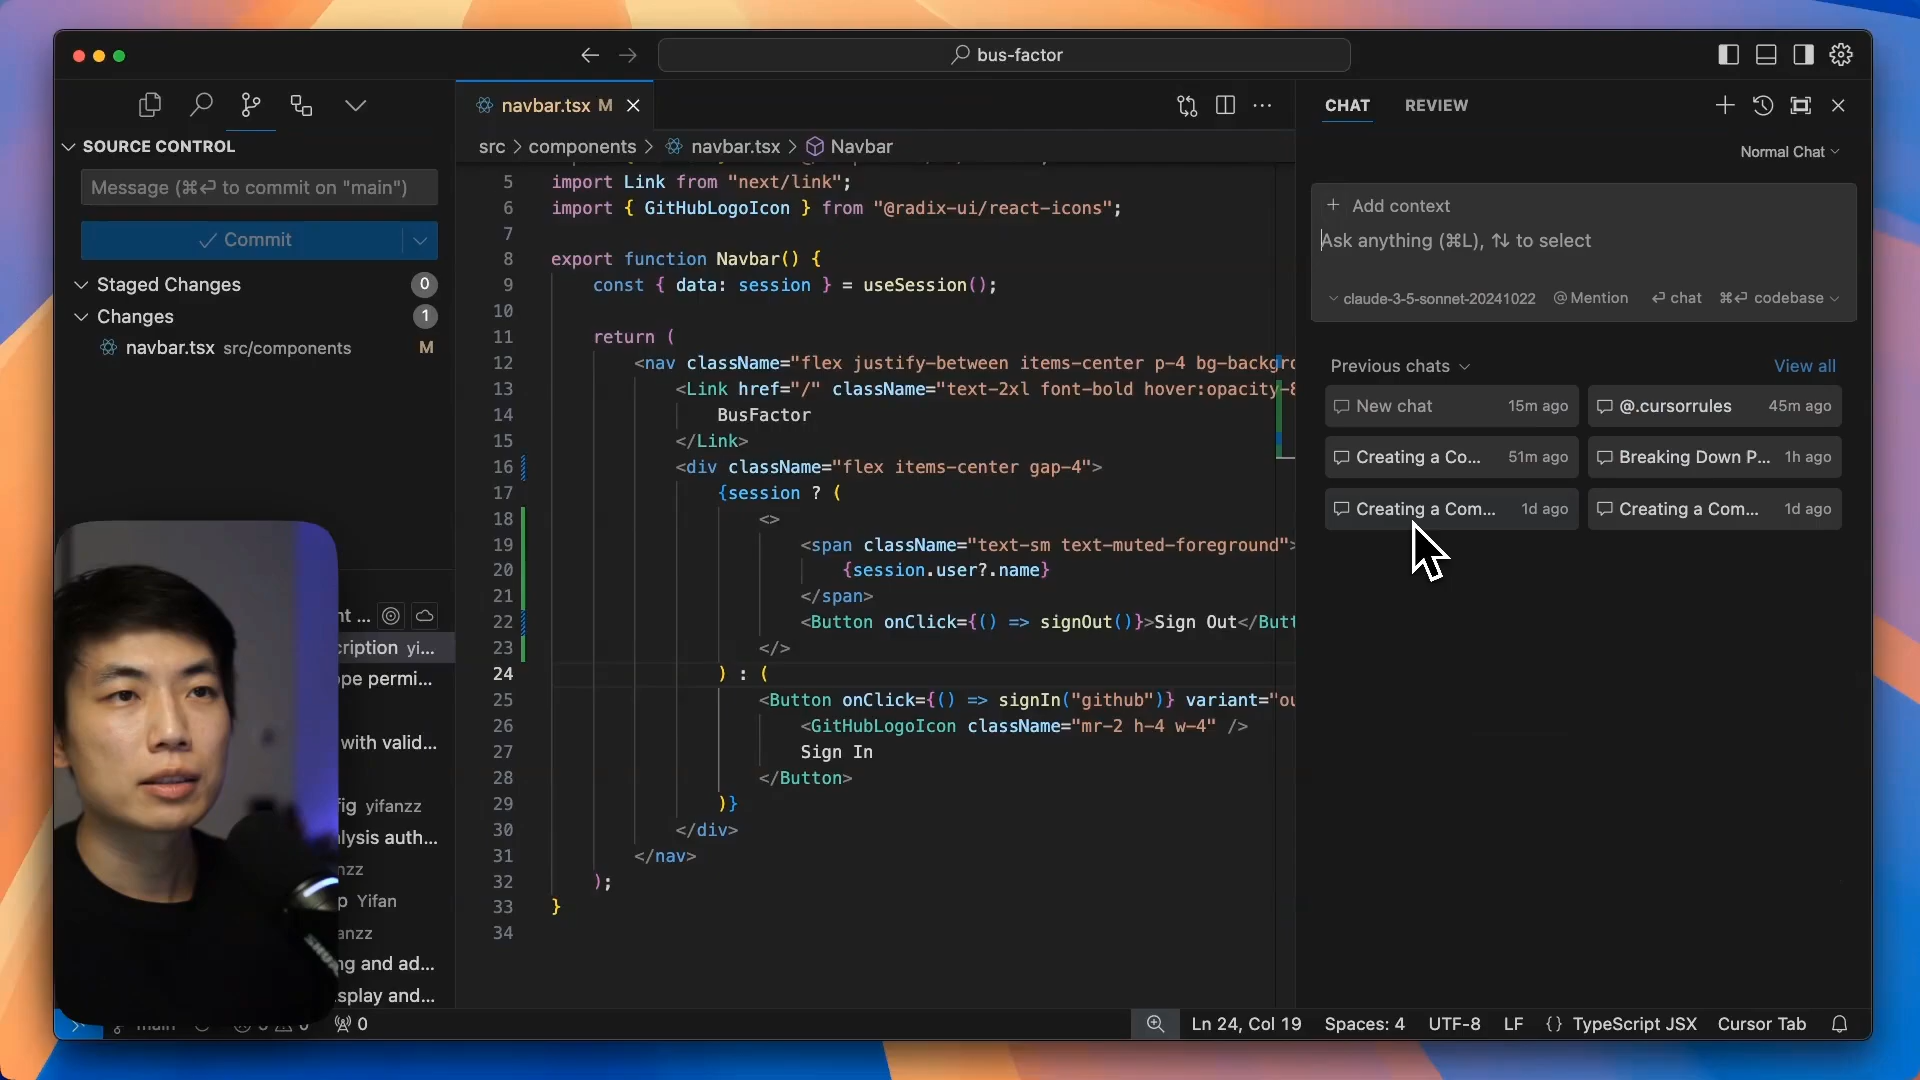 bus-factor
SOURCE CONTROL
Message (⌘↩ to commit on "main")
Commit
Staged Changes 0
Changes 1
navbar.tsx src/components M
nt ...
cription yi...
ope permi...
with valid...
fig yifanzz
lysis auth...
nzz
p Yifan
anzz
ng and ad...
splay and...
navbar.tsx M
src > components > navbar.tsx > Navbar
5 import Link from "next/link";
6 import { GitHubLogoIcon } from "@radix-ui/react-icons";
7
8 export function Navbar() {
9 const { data: session } = useSession();
10
11 return (
12 <nav className="flex justify-between items-center p-4 bg-backgro
13 <Link href="/" className="text-2xl font-bold hover:opacity-8
14 BusFactor
15 </Link>
16 <div className="flex items-center gap-4">
17 {session ? (
18 <>
19 <span className="text-sm text-muted-foreground">
20 {session.user?.name}
21 </span>
22 <Button onClick={() => signOut()}>Sign Out</Butt
23 </>
24 ) : (
25 <Button onClick={() => signIn("github")} variant="ou
26 <GitHubLogoIcon className="mr-2 h-4 w-4" />
27 Sign In
28 </Button>
29 )}
30 </div>
31 </nav>
32 );
33 }
34
CHAT REVIEW
Normal Chat
+ Add context
Ask anything (⌘L), ⇅ to select
claude-3-5-sonnet-20241022 @ Mention ↩ chat ⌘↩ codebase
Previous chats View all
New chat 15m ago
@.cursorrules 45m ago
Creating a Co... 51m ago
Breaking Down P... 1h ago
Creating a Com... 1d ago
Creating a Com... 1d ago
main 0
Ln 24, Col 19 Spaces: 4 UTF-8 LF {} TypeScript JSX Cursor Tab